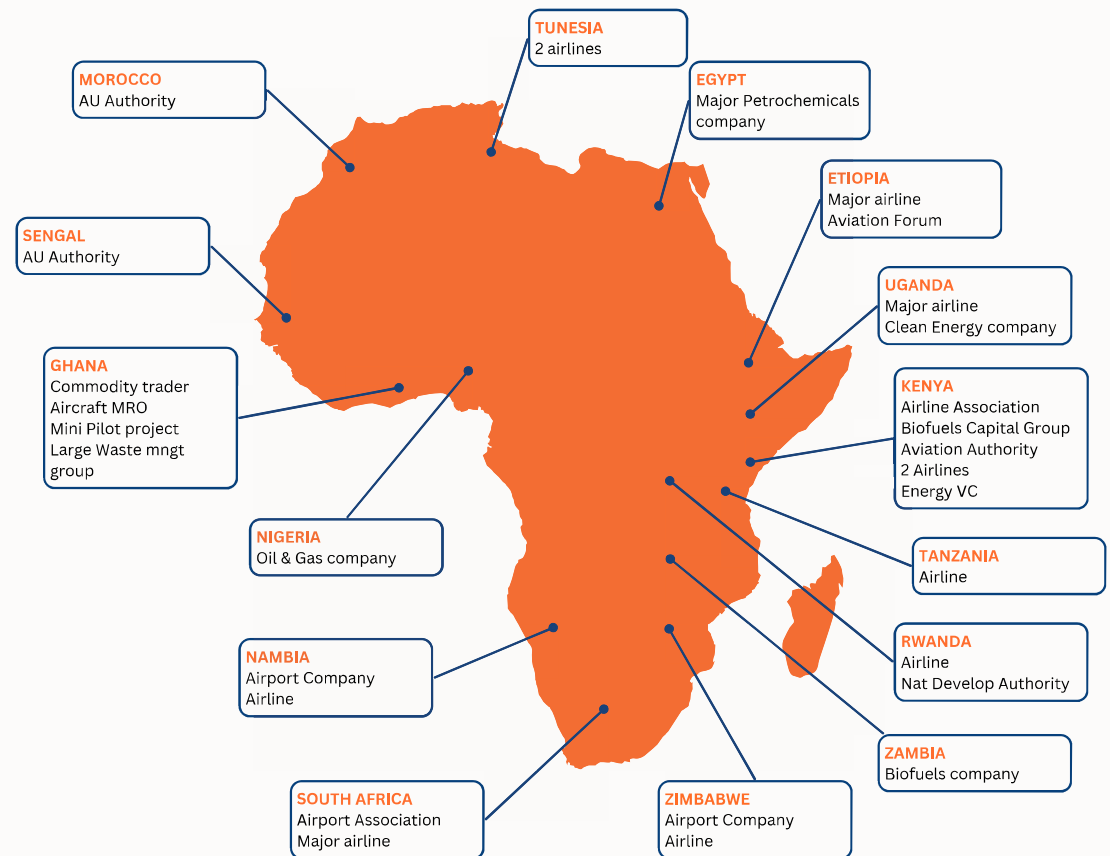 TUNESIA
2 airlines
MOROCCO
AU Authority
EGYPT
Major Petrochemicals
company
ETIOPIA
Major airline
Aviation Forum
SENGAL
AU Authority
UGANDA
Major airline
Clean Energy company
GHANA
Commodity trader
Aircraft MRO
Mini Pilot project
Large Waste mngt
group
KENYA
Airline Association
Biofuels Capital Group
Aviation Authority
2 Airlines
Energy VC
NIGERIA
Oil & Gas company
TANZANIA
Airline
NAMBIA
Airport Company
Airline
RWANDA
Airline
Nat Develop Authority
ZAMBIA
Biofuels company
SOUTH AFRICA
Airport Association
Major airline
ZIMBABWE
Airport Company
Airline